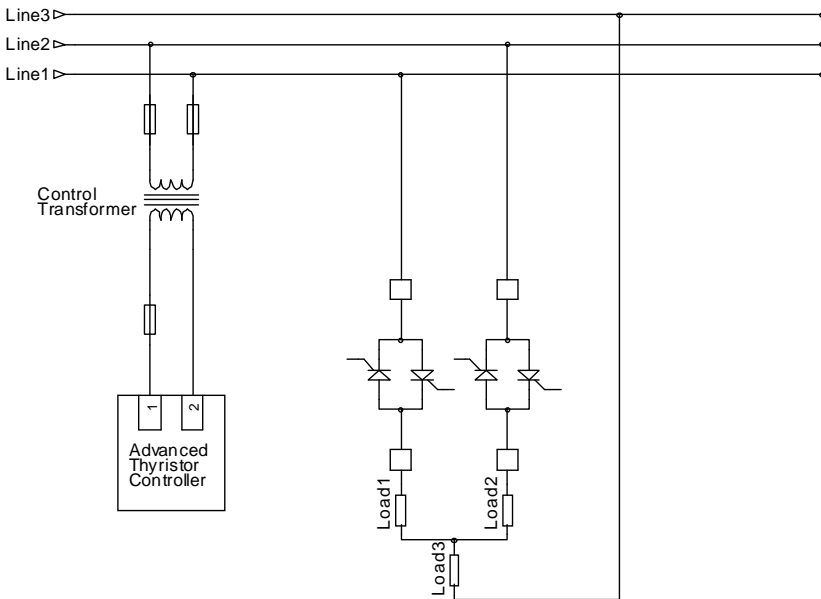 Line3
Line2
Line1
Control
Transformer
1
2
Advanced
Thyristor
Controller
Load1
Load2
Load3